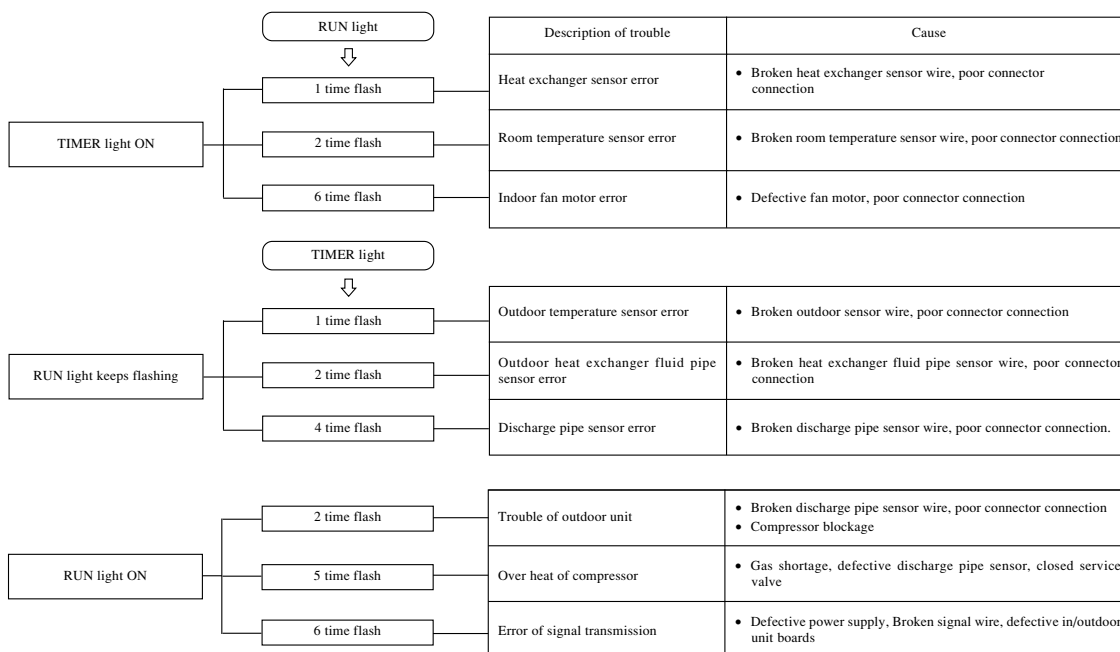 RUN light
Description of trouble
Cause
TIMER light ON
1 time flash
Heat exchanger sensor error
• Broken heat exchanger sensor wire, poor connector
connection
2 time flash
Room temperature sensor error
• Broken room temperature sensor wire, poor connector connection
6 time flash
Indoor fan motor error
• Defective fan motor, poor connector connection
TIMER light
RUN light keeps flashing
1 time flash
Outdoor temperature sensor error
• Broken outdoor sensor wire, poor connector connection
2 time flash
Outdoor heat exchanger fluid pipe
sensor error
• Broken heat exchanger fluid pipe sensor wire, poor connector
connection
4 time flash
Discharge pipe sensor error
• Broken discharge pipe sensor wire, poor connector connection.
RUN light ON
2 time flash
Trouble of outdoor unit
• Broken discharge pipe sensor wire, poor connector connection
• Compressor blockage
5 time flash
Over heat of compressor
• Gas shortage, defective discharge pipe sensor, closed service
valve
6 time flash
Error of signal transmission
• Defective power supply, Broken signal wire, defective in/outdoor
unit boards